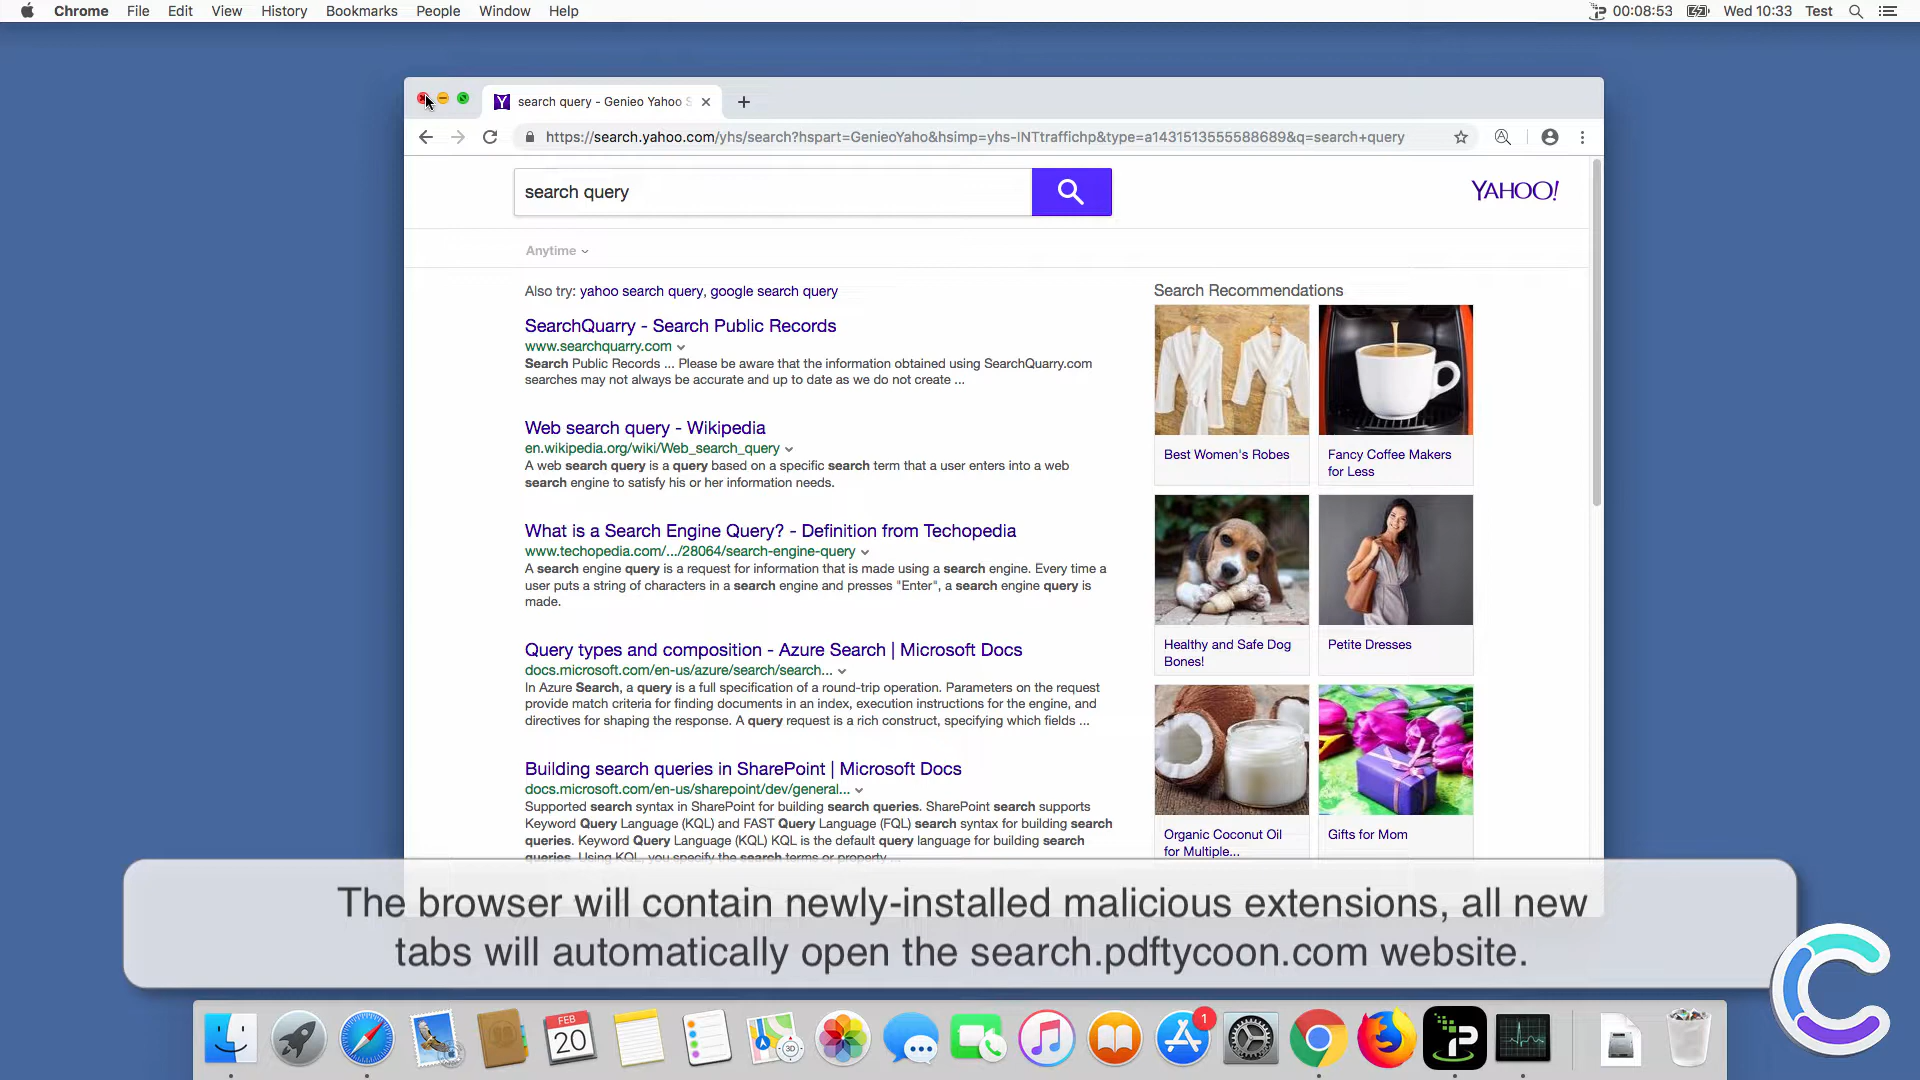 Chrome File Edit View History Bookmarks People Window Help 00:08:53 Wed 10:33 Test
search query - Genieo Yahoo S
https://search.yahoo.com/yhs/search?hspart=GenieoYaho&hsimp=yhs-INTtraffichp&type=a1431513555588689&q=search+query
search query
YAHOO!
Anytime
Also try: yahoo search query, google search query
SearchQuarry - Search Public Records
www.searchquarry.com
Search Public Records ... Please be aware that the information obtained using SearchQuarry.com
searches may not always be accurate and up to date as we do not create ...
Web search query - Wikipedia
en.wikipedia.org/wiki/Web_search_query
A web search query is a query based on a specific search term that a user enters into a web
search engine to satisfy his or her information needs.
What is a Search Engine Query? - Definition from Techopedia
www.techopedia.com/.../28064/search-engine-query
A search engine query is a request for information that is made using a search engine. Every time a
user puts a string of characters in a search engine and presses "Enter", a search engine query is
made.
Query types and composition - Azure Search | Microsoft Docs
docs.microsoft.com/en-us/azure/search/search...
In Azure Search, a query is a full specification of a round-trip operation. Parameters on the request
provide match criteria for finding documents in an index, execution instructions for the engine, and
directives for shaping the response. A query request is a rich construct, specifying which fields ...
Building search queries in SharePoint | Microsoft Docs
docs.microsoft.com/en-us/sharepoint/dev/general...
Supported search syntax in SharePoint for building search queries. SharePoint search supports
Keyword Query Language (KQL) and FAST Query Language (FQL) search syntax for building search
queries. Keyword Query Language (KQL) KQL is the default query language for building search
queries. Using KQL, you specify the search terms or property ...
Search Recommendations
Best Women's Robes
Fancy Coffee Makers
for Less
Healthy and Safe Dog
Bones!
Petite Dresses
Organic Coconut Oil
for Multiple...
Gifts for Mom
The browser will contain newly-installed malicious extensions, all new
tabs will automatically open the search.pdftycoon.com website.
FEB
20
3D
1